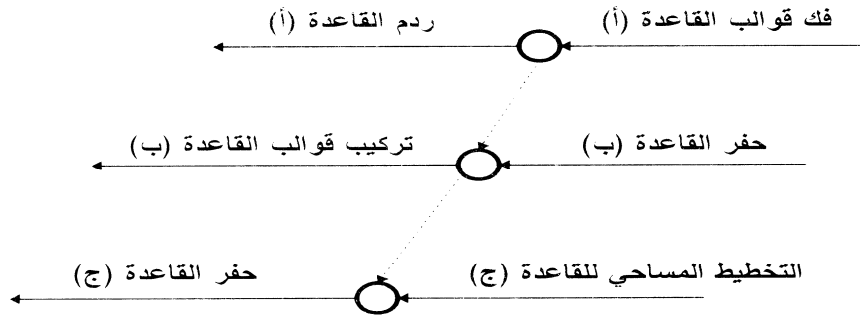 فك قوالب القاعدة (أ) ردم القاعدة (أ)
حفر القاعدة (ب) تركيب قوالب القاعدة (ب)
التخطيط المساحي للقاعدة (ج) حفر القاعدة (ج)